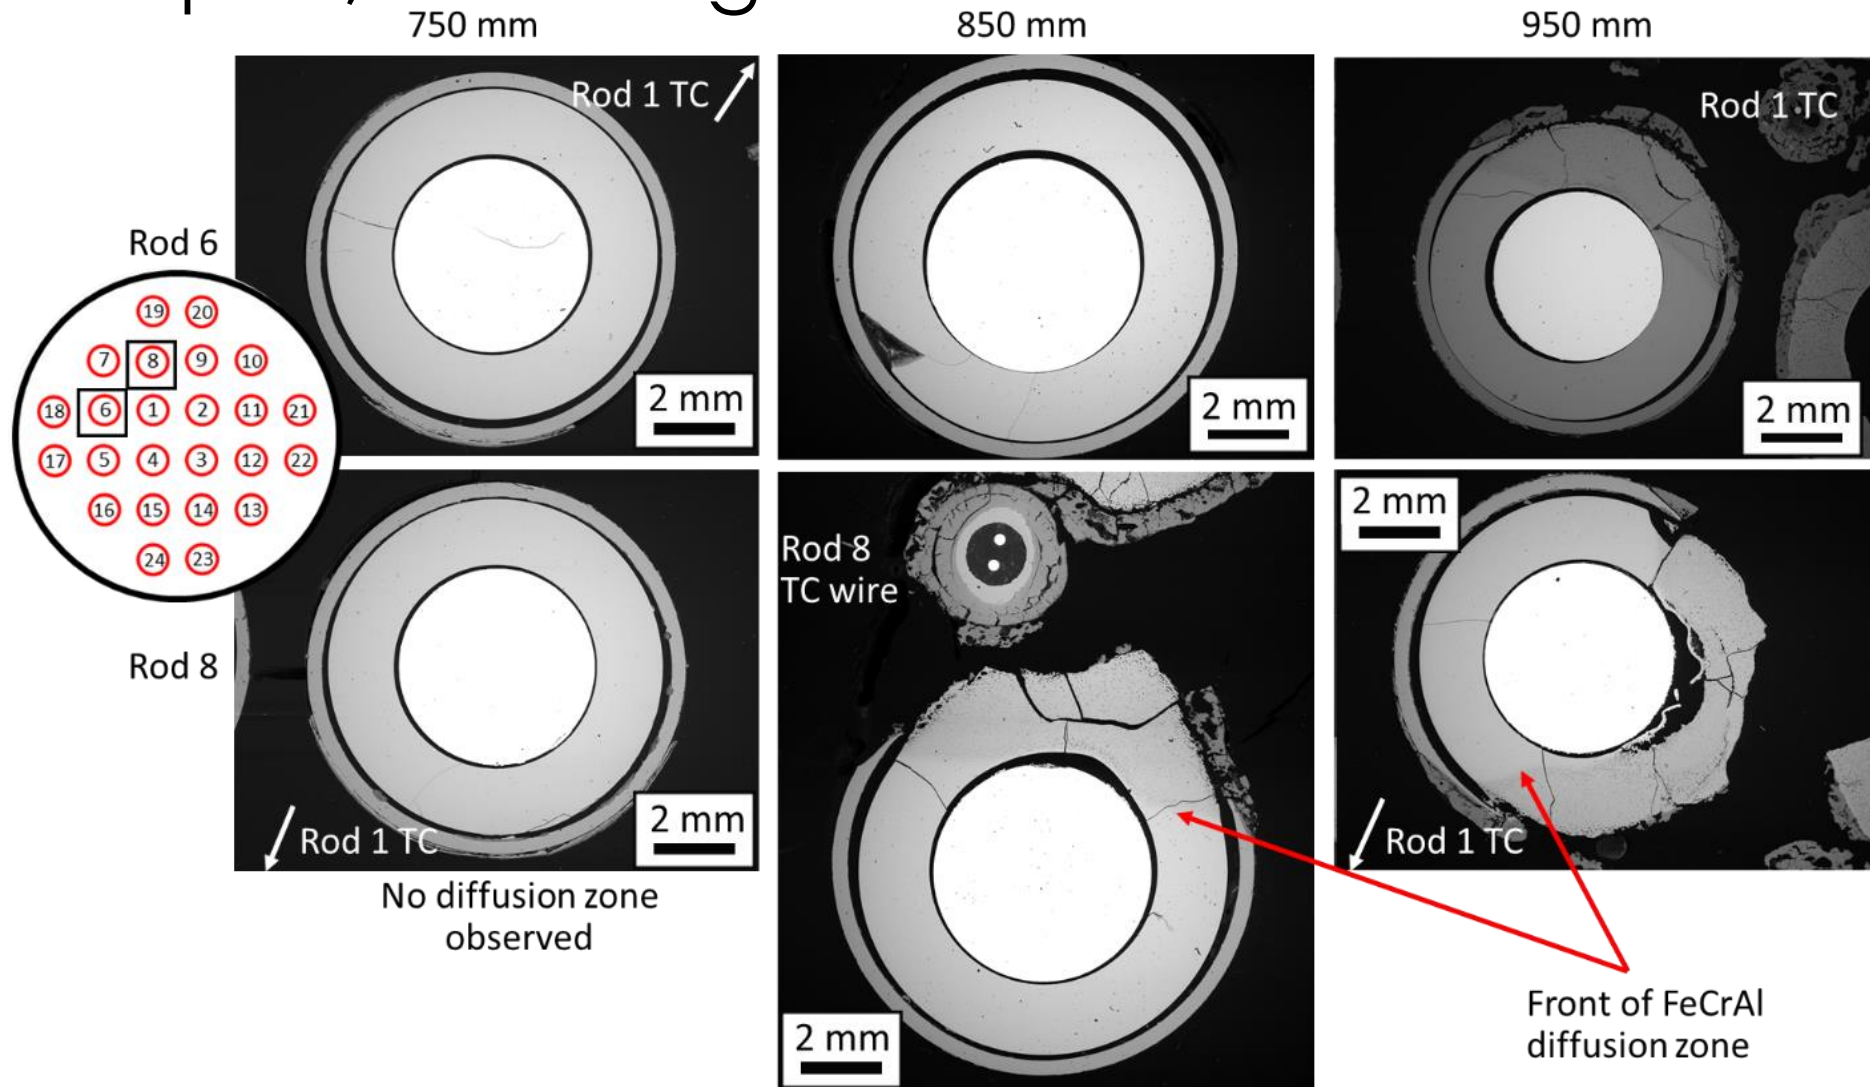 750 mm
850 mm
950 mm
Rod 1 TC
Rod 1 TC
Rod 6
2 mm
2 mm
2 mm
19 20
7 8 9 10
18 6 1 2 11 21
17 5 4 3 12 22
16 15 14 13
24 23
2 mm
Rod 8
TC wire
Rod 8
2 mm
Rod 1 TC
Rod 1 TC
No diffusion zone
observed
2 mm
Front of FeCrAl
diffusion zone